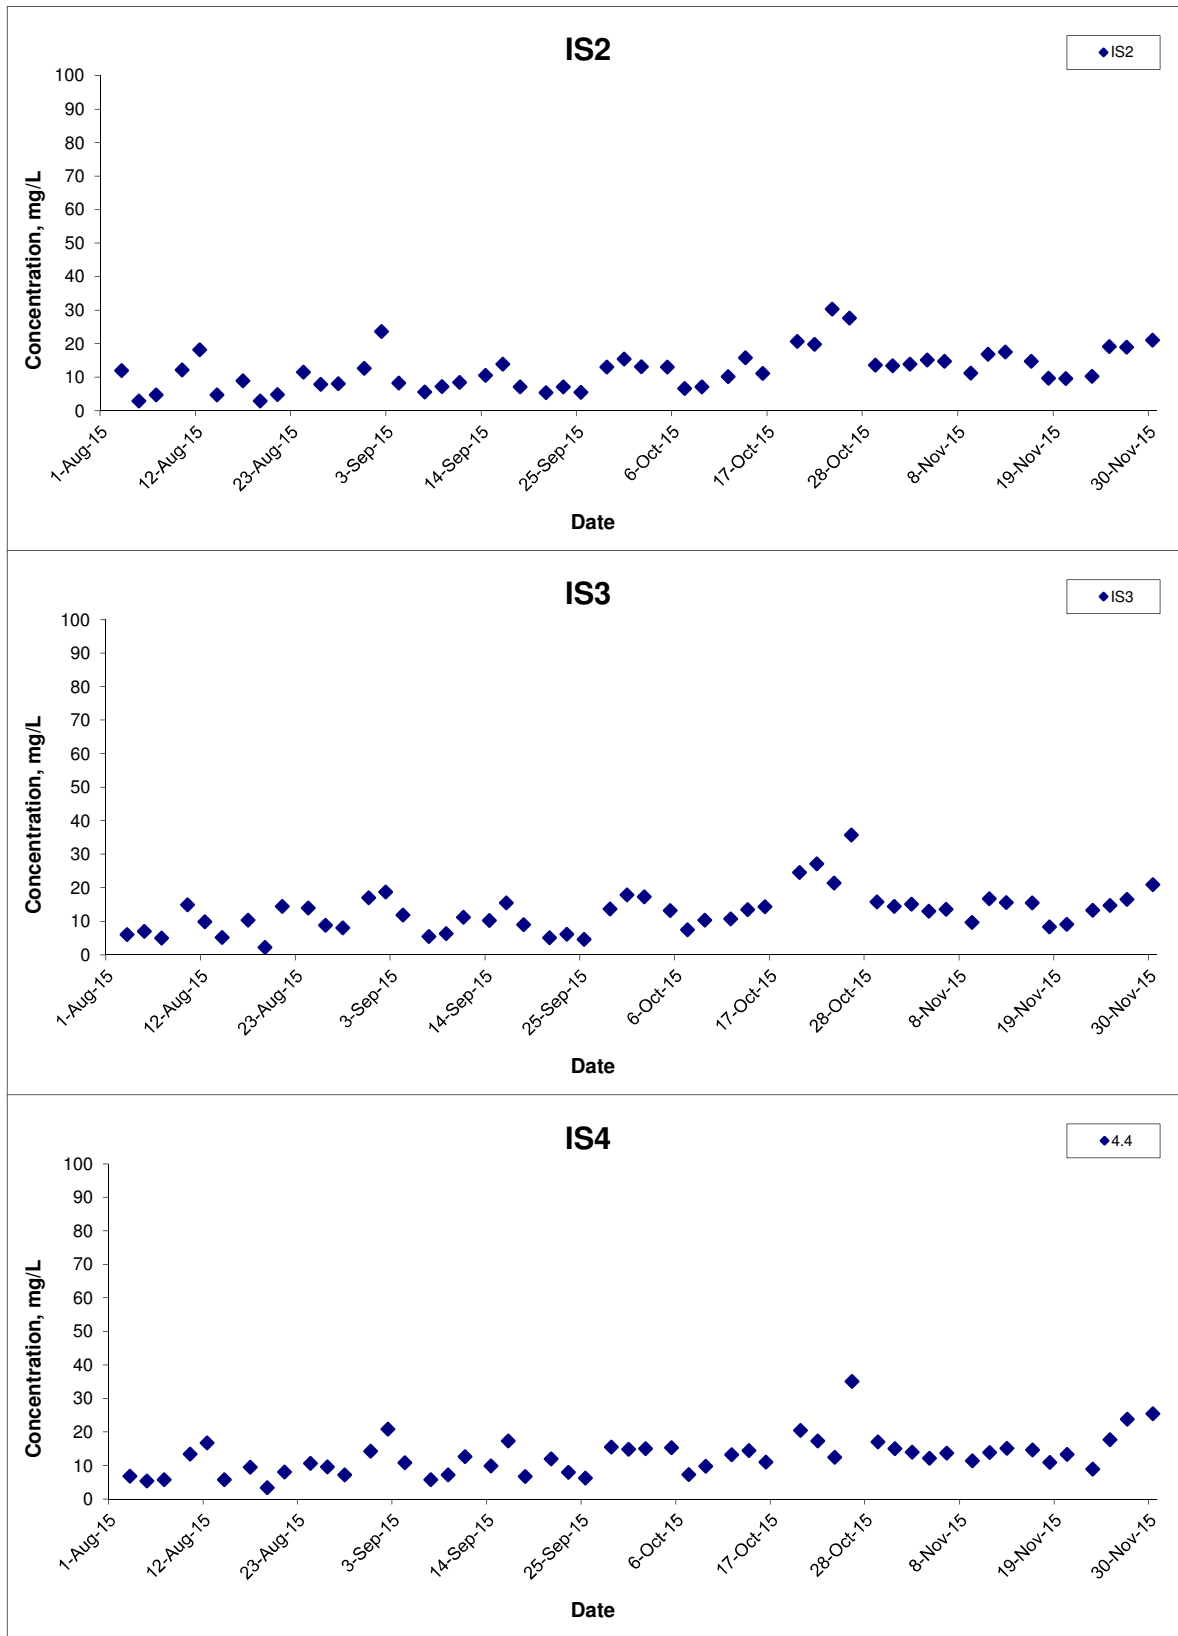 IS2
IS2
100
90
80
70
60
50
40
30
20
10
0
Concentration, mg/L
1-Aug-15
12-Aug-15
23-Aug-15
3-Sep-15
14-Sep-15
25-Sep-15
6-Oct-15
17-Oct-15
28-Oct-15
8-Nov-15
19-Nov-15
30-Nov-15
Date
IS3
IS3
100
90
80
70
60
50
40
30
20
10
0
Concentration, mg/L
1-Aug-15
12-Aug-15
23-Aug-15
3-Sep-15
14-Sep-15
25-Sep-15
6-Oct-15
17-Oct-15
28-Oct-15
8-Nov-15
19-Nov-15
30-Nov-15
Date
IS4
4.4
100
90
80
70
60
50
40
30
20
10
0
Concentration, mg/L
1-Aug-15
12-Aug-15
23-Aug-15
3-Sep-15
14-Sep-15
25-Sep-15
6-Oct-15
17-Oct-15
28-Oct-15
8-Nov-15
19-Nov-15
30-Nov-15
Date